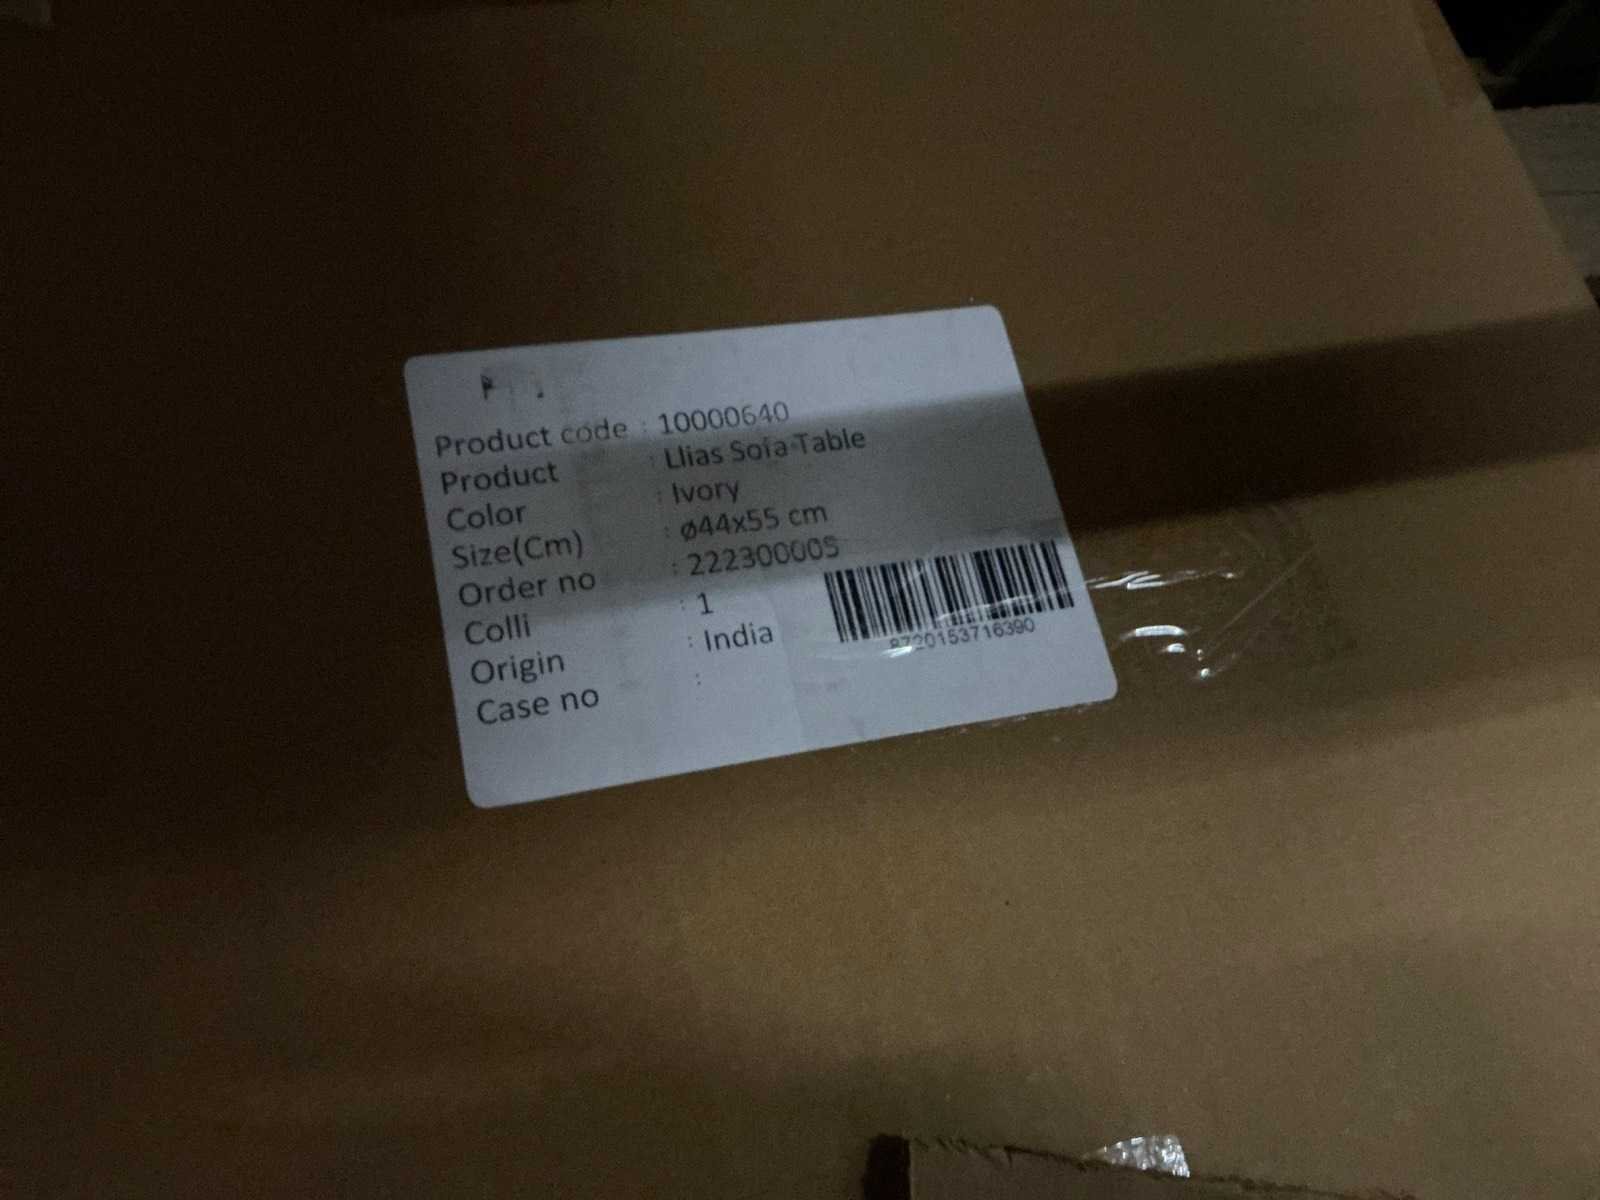 Product code : 10000640
Product : Llias Sofa Table
Color : Ivory
Size(Cm) : ø44x55 cm
Order no : 222300005
Colli : 1
Origin : India
Case no :
8720153716390